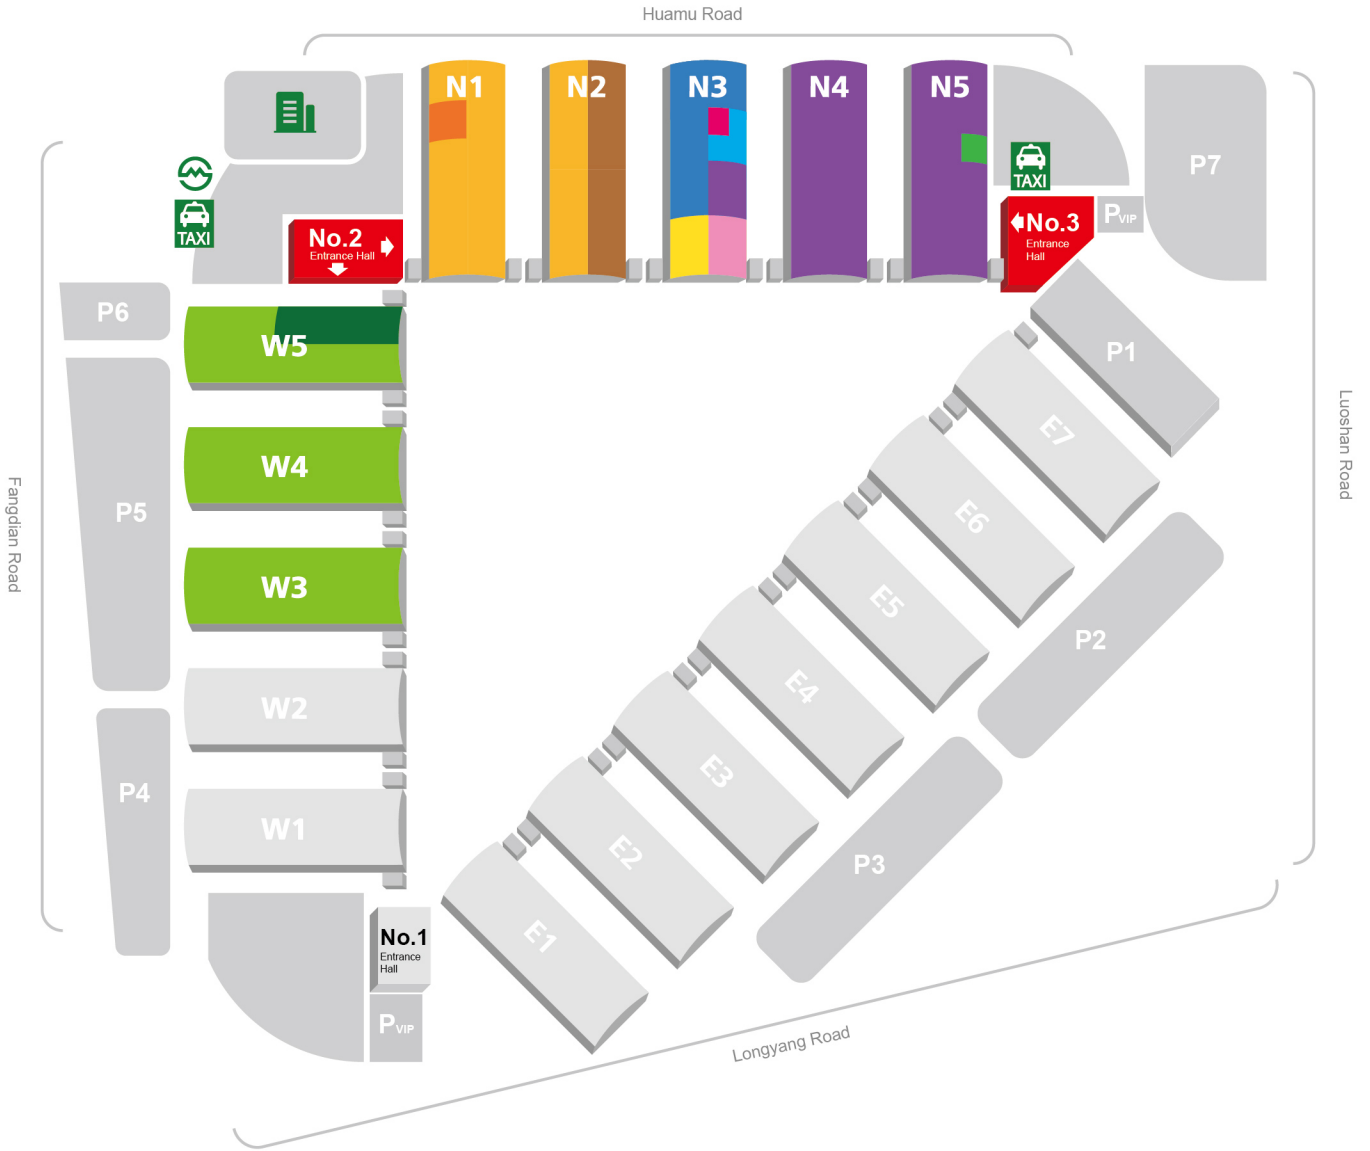 Huamu Road
N1
N2
N3
N4
N5
P7
TAXI
TAXI
PVIP
No.2
Entrance Hall
No.3
Entrance
Hall
P6
W5
P1
Luoshan Road
E7
W4
Fangdian Road
P5
E6
W3
E5
P2
E4
W2
E3
P4
W1
E2
P3
E1
No.1
Entrance
Hall
PVIP
Longyang Road